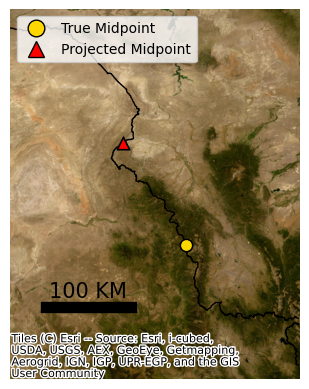 True Midpoint
Projected Midpoint
100 KM
Tiles (C) Esri -- Source: Esri, i-cubed,
USDA, USGS, AEX, GeoEye, Getmapping,
Aerogrid, IGN, IGP, UPR-EGP, and the GIS
User Community